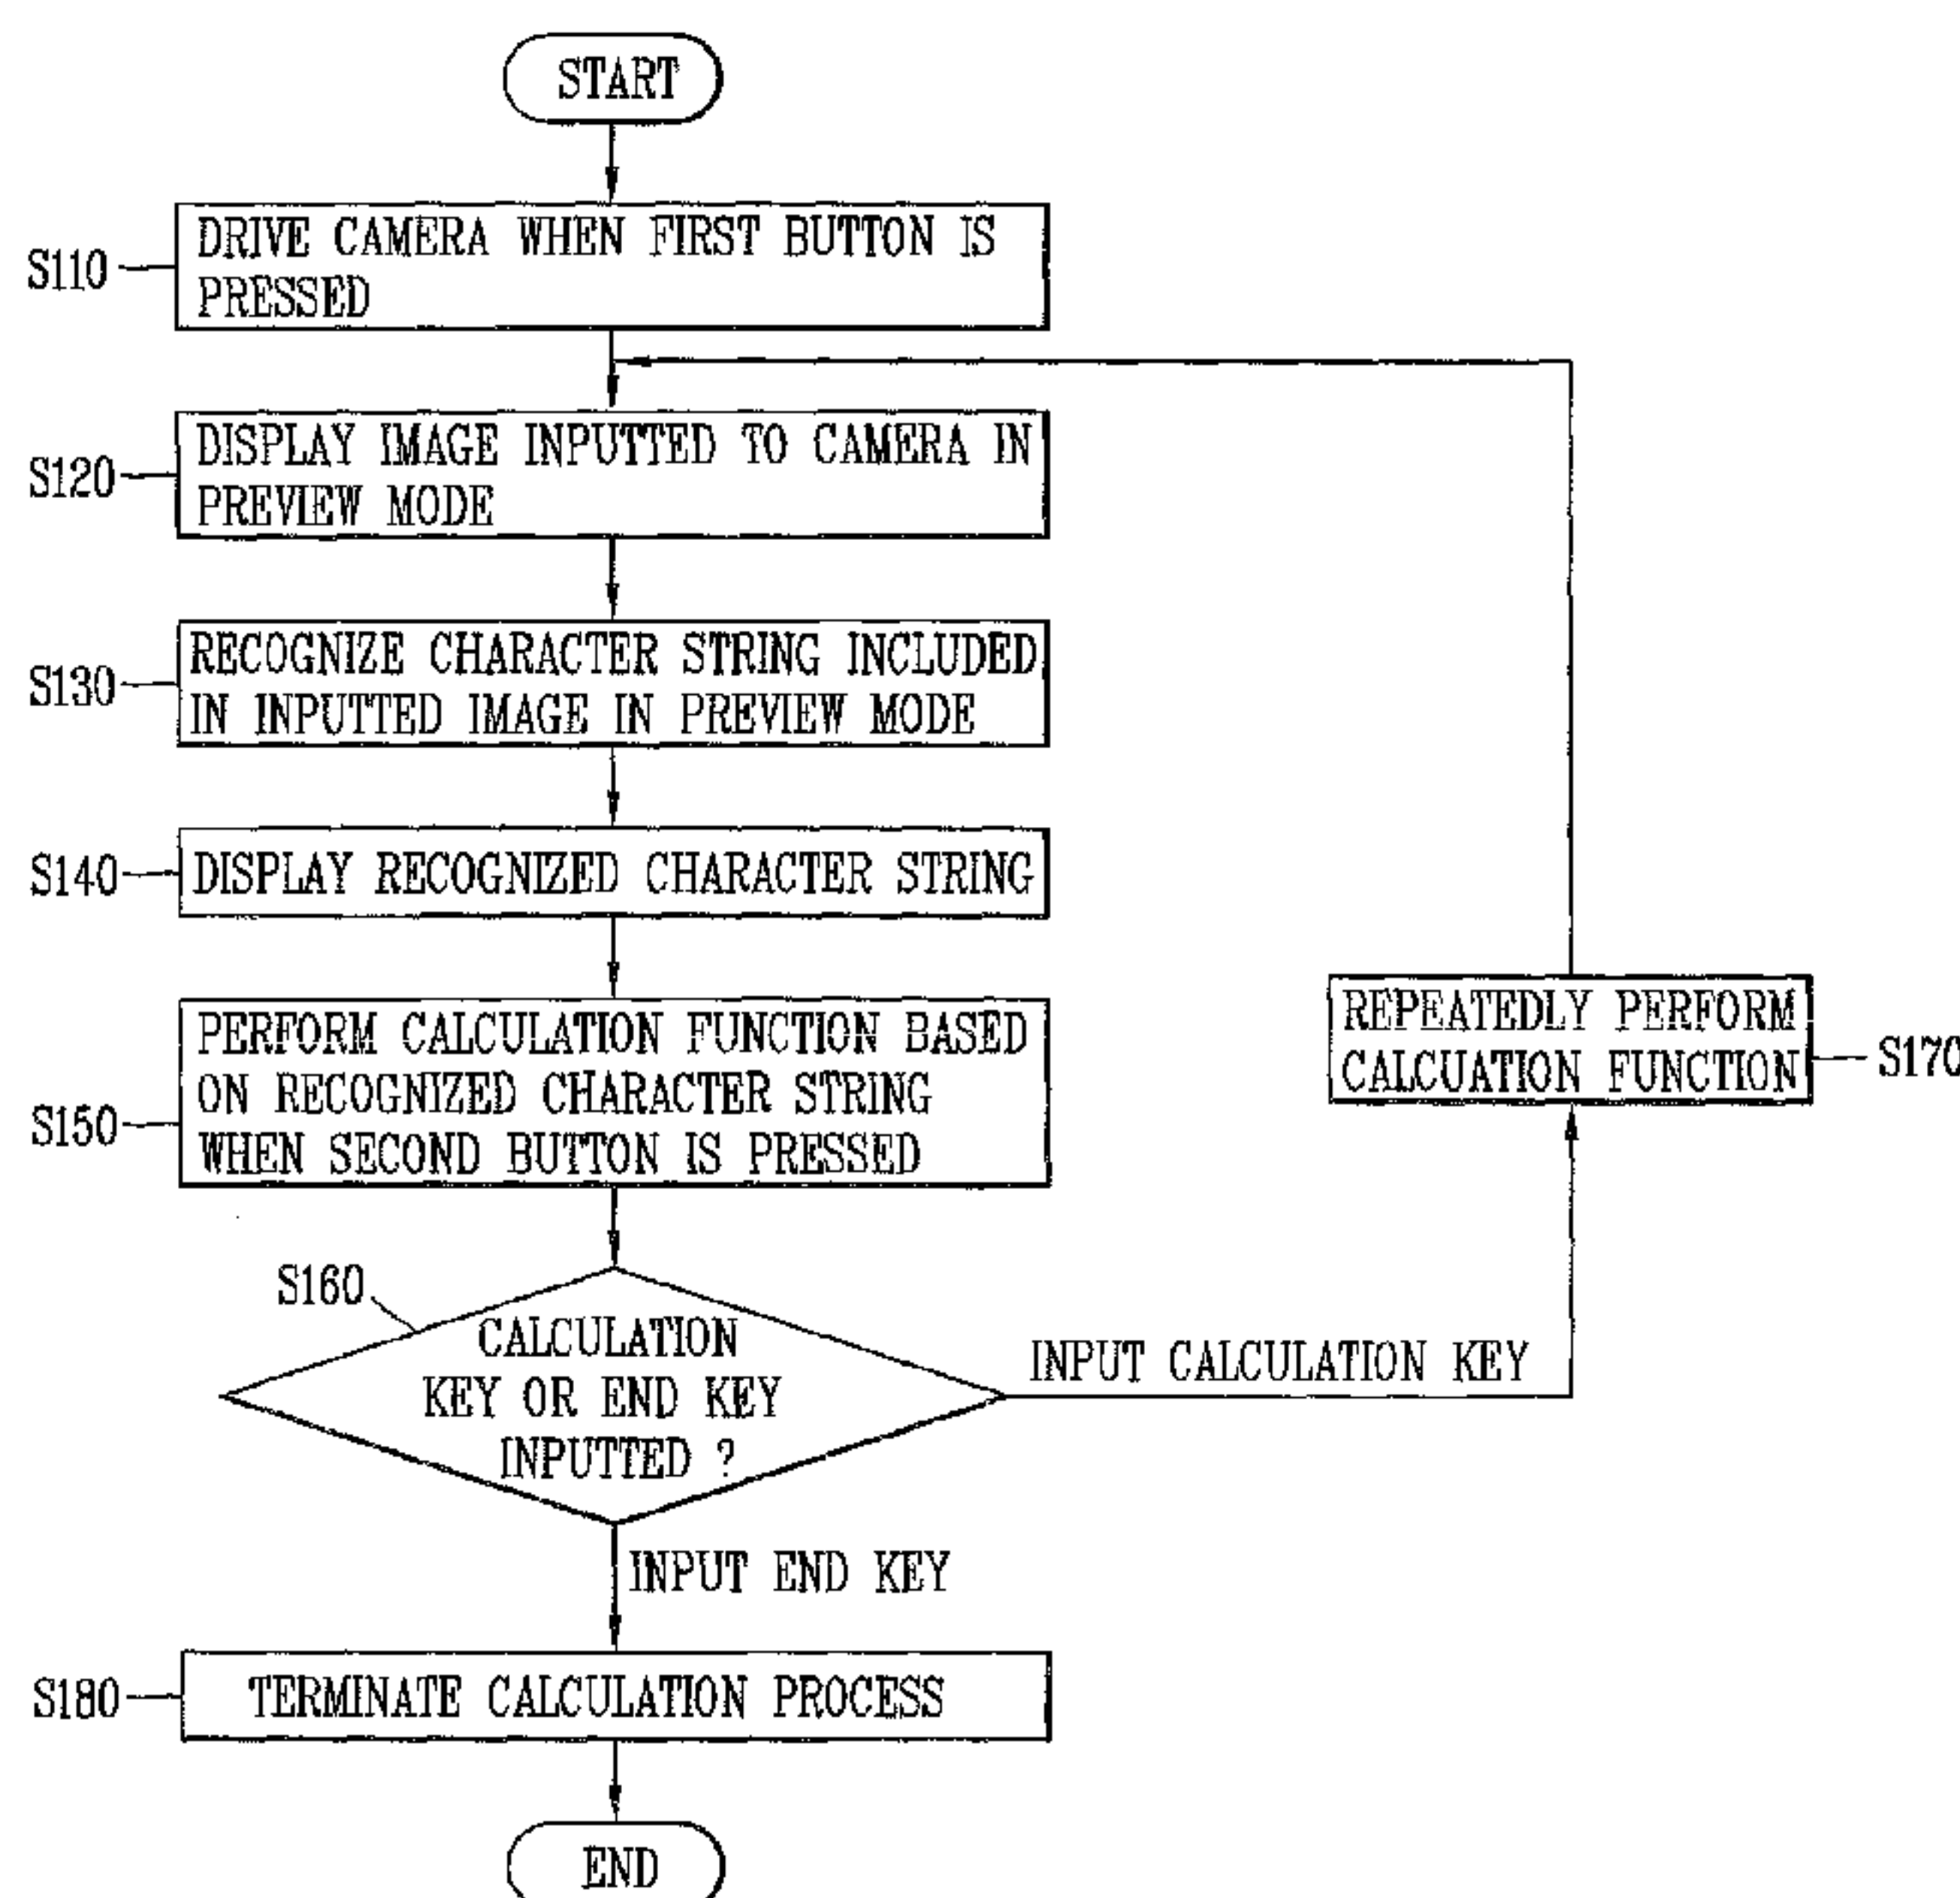 START
S110
DRIVE CAMERA WHEN FIRST BUTTON IS
PRESSED
S120
DISPLAY IMAGE INPUTTED TO CAMERA IN
PREVIEW MODE
S130
RECOGNIZE CHARACTER STRING INCLUDED
IN INPUTTED IMAGE IN PREVIEW MODE
S140
DISPLAY RECOGNIZED CHARACTER STRING
S150
PERFORM CALCULATION FUNCTION BASED
ON RECOGNIZED CHARACTER STRING
WHEN SECOND BUTTON IS PRESSED
REPEATEDLY PERFORM
CALCUATION FUNCTION
S170
S160
CALCULATION
KEY OR END KEY
INPUTTED ?
INPUT CALCULATION KEY
INPUT END KEY
S180
TERMINATE CALCULATION PROCESS
END